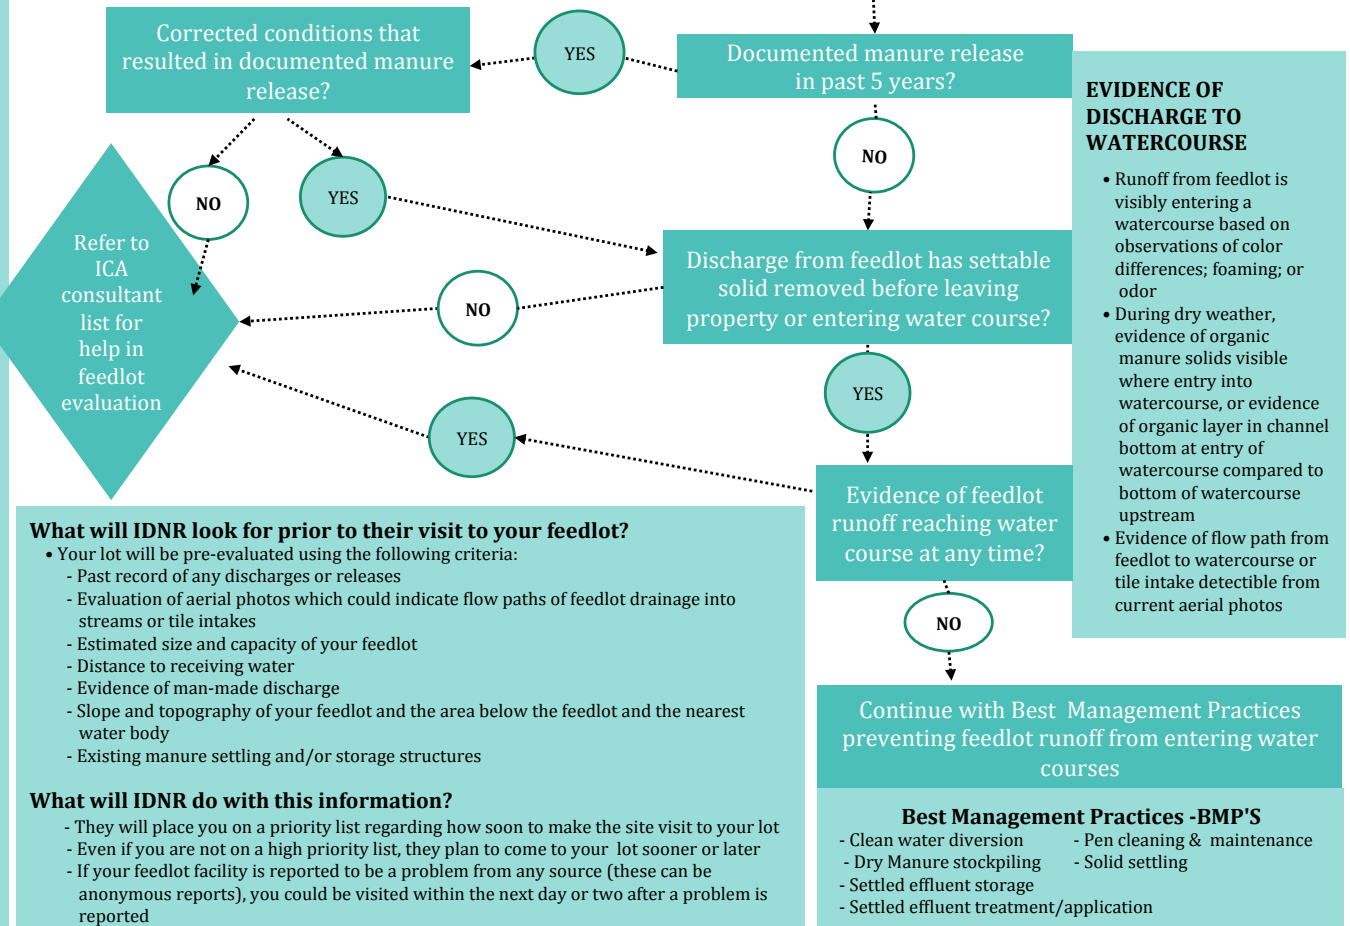 Corrected conditions that
resulted in documented manure
release?
YES
Documented manure release
in past 5 years?
NO
YES
NO
Refer to
ICA
consultant
list for
help in
feedlot
evaluation
Discharge from feedlot has settable
solid removed before leaving
property or entering water course?
NO
YES
YES
Evidence of feedlot
runoff reaching water
course at any time?
NO
Continue with Best Management Practices
preventing feedlot runoff from entering water
courses
EVIDENCE OF
DISCHARGE TO
WATERCOURSE
• Runoff from feedlot is
visibly entering a
watercourse based on
observations of color
differences; foaming; or
odor
• During dry weather,
evidence of organic
manure solids visible
where entry into
watercourse, or evidence
of organic layer in channel
bottom at entry of
watercourse compared to
bottom of watercourse
upstream
• Evidence of flow path from
feedlot to watercourse or
tile intake detectible from
current aerial photos
What will IDNR look for prior to their visit to your feedlot?
• Your lot will be pre-evaluated using the following criteria:
- Past record of any discharges or releases
- Evaluation of aerial photos which could indicate flow paths of feedlot drainage into
streams or tile intakes
- Estimated size and capacity of your feedlot
- Distance to receiving water
- Evidence of man-made discharge
- Slope and topography of your feedlot and the area below the feedlot and the nearest
water body
- Existing manure settling and/or storage structures
What will IDNR do with this information?
- They will place you on a priority list regarding how soon to make the site visit to your lot
- Even if you are not on a high priority list, they plan to come to your lot sooner or later
- If your feedlot facility is reported to be a problem from any source (these can be
anonymous reports), you could be visited within the next day or two after a problem is
reported
Best Management Practices -BMP'S
- Clean water diversion - Pen cleaning & maintenance
- Dry Manure stockpiling - Solid settling
- Settled effluent storage
- Settled effluent treatment/application